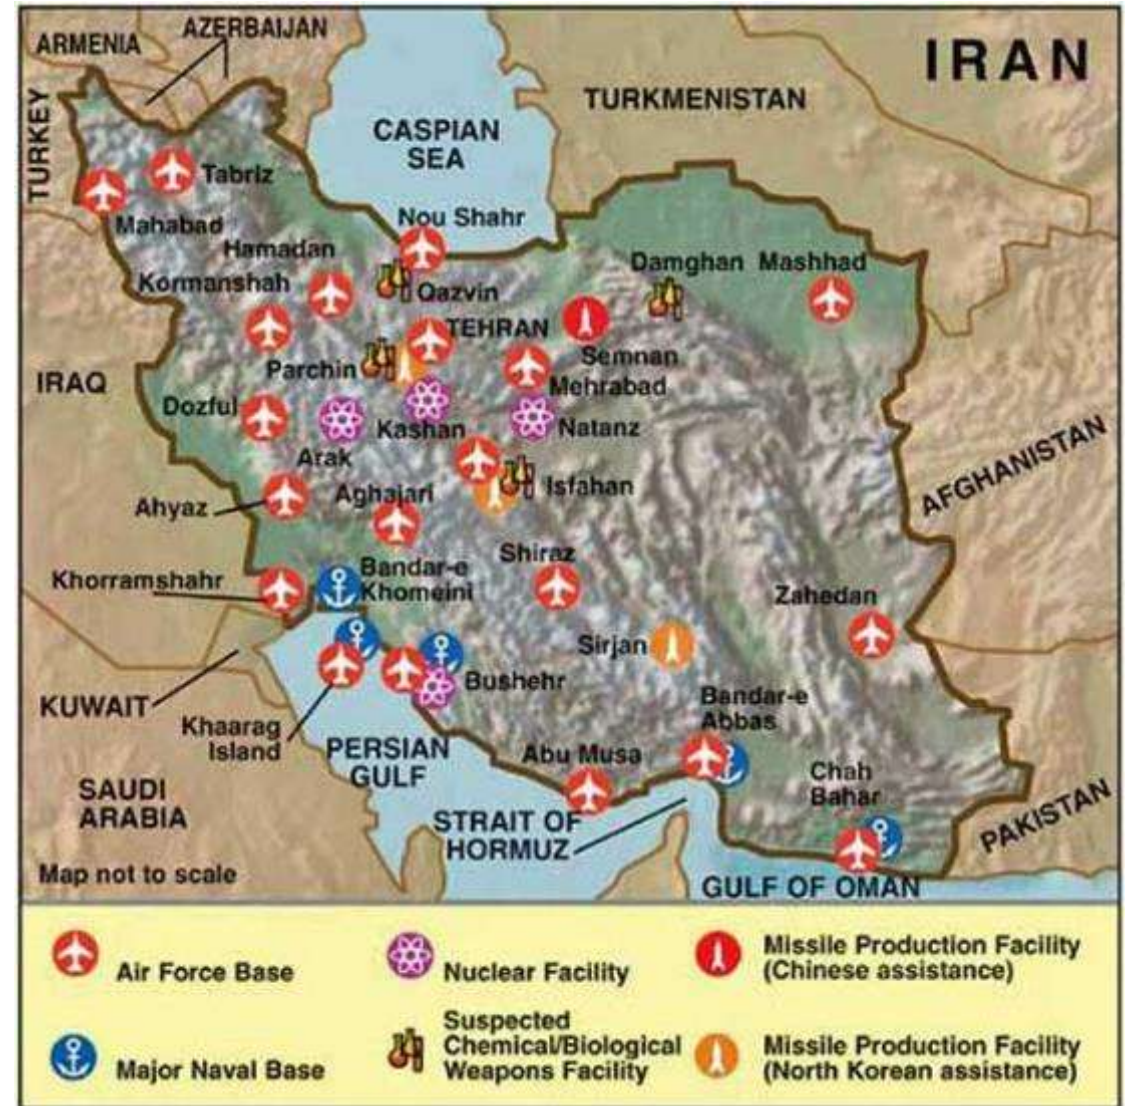 IRAN
AZERBAIJAN
ARMENIA
TURKEY
CASPIAN
SEA
TURKMENISTAN
Tabriz
Mahabad
Nou Shahr
Hamadan
Kormanshah
Qazvin
Damghan
Mashhad
TEHRAN
Semnan
Parchin
Mehrabad
IRAQ
Dozful
Kashan
Natanz
Arak
AFGHANISTAN
Aghajari
Isfahan
Ahyaz
Shiraz
Bandar-e
Khomeini
Khorramshahr
Zahedan
Sirjan
KUWAIT
Bushehr
Bandar-e
Abbas
Khaarag
Island
PERSIAN
GULF
Abu Musa
Chah
Bahar
SAUDI
ARABIA
STRAIT OF
HORMUZ
PAKISTAN
Map not to scale
GULF OF OMAN
Air Force Base
Nuclear Facility
Missile Production Facility
(Chinese assistance)
Major Naval Base
Suspected
Chemical/Biological
Weapons Facility
Missile Production Facility
(North Korean assistance)